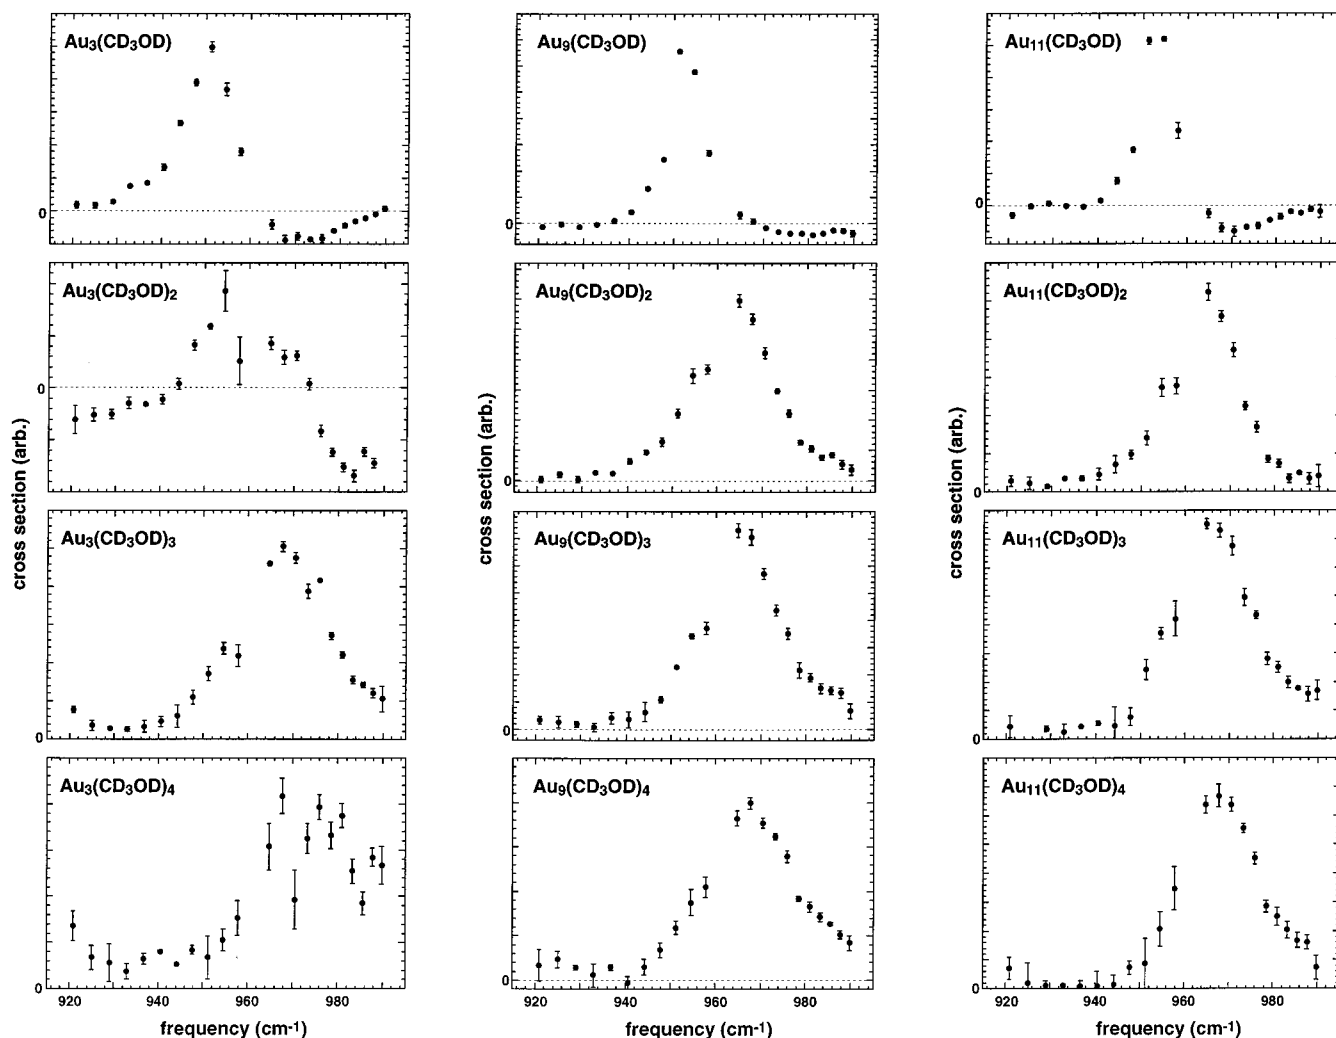 Au3(CD3OD)
Au9(CD3OD)
Au11(CD3OD)
0
0
0
Au3(CD3OD)2
Au9(CD3OD)2
Au11(CD3OD)2
0
0
0
cross section (arb.)
cross section (arb.)
cross section (arb.)
Au3(CD3OD)3
Au9(CD3OD)3
Au11(CD3OD)3
0
0
0
Au3(CD3OD)4
Au9(CD3OD)4
Au11(CD3OD)4
0
0
0
920 940 960 980
920 940 960 980
920 940 960 980
frequency (cm-1)
frequency (cm-1)
frequency (cm-1)